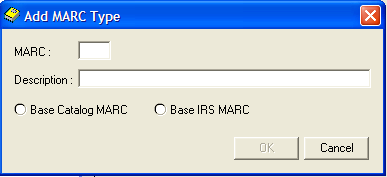 Add MARC Type
MARC :
Description :
Base Catalog MARC Base IRS MARC
OK Cancel